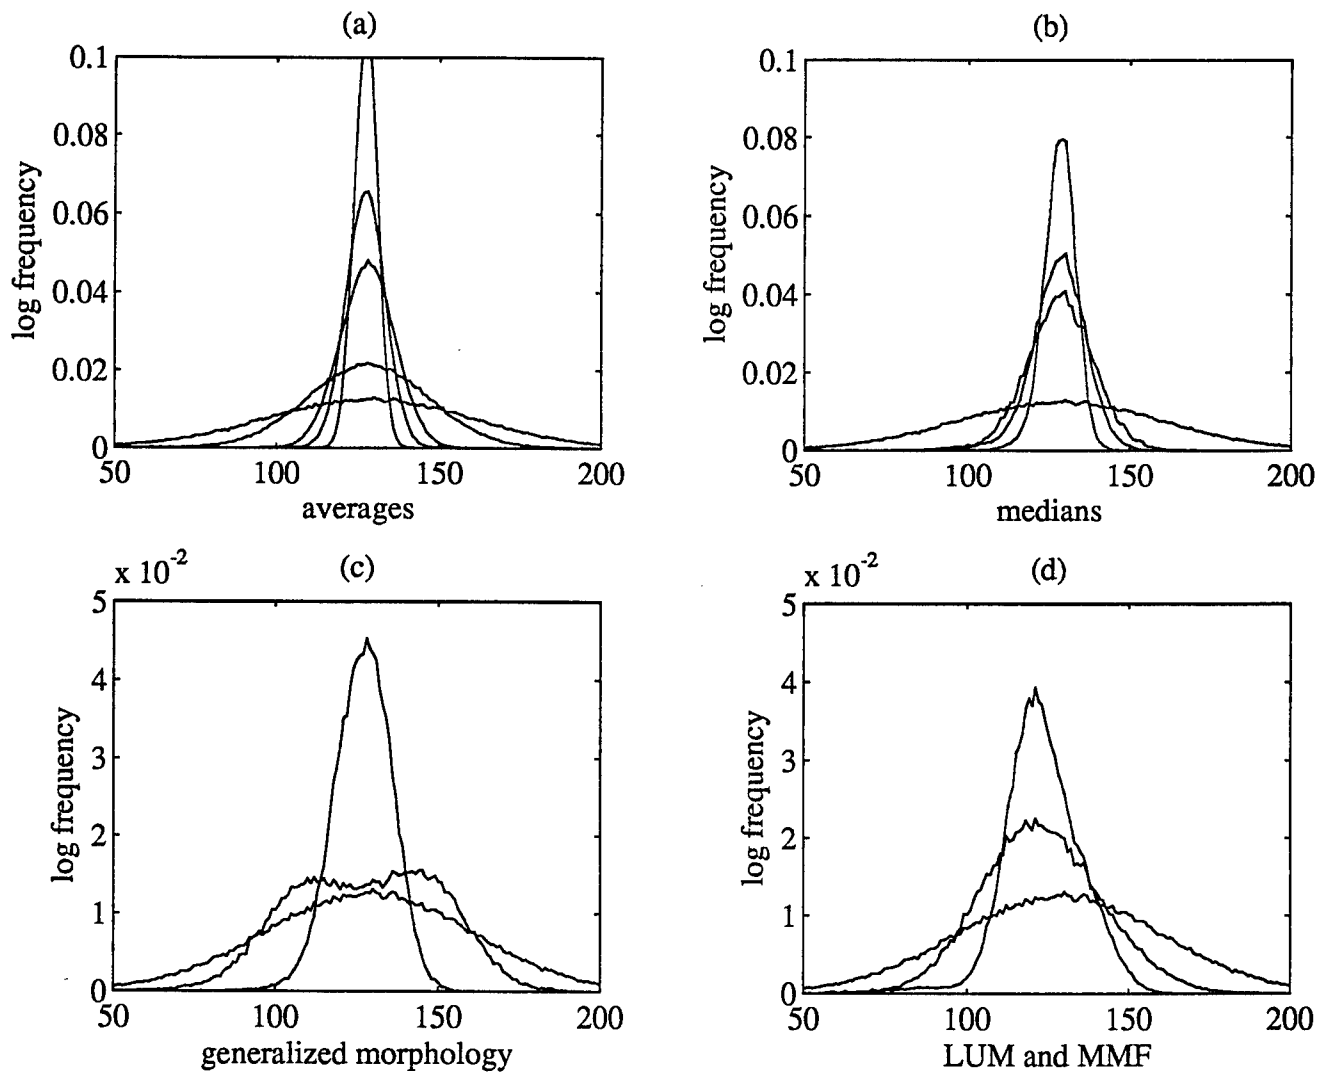 (a)
0.1
0.08
0.06
0.04
0.02
0
log frequency
50 100 150 200
averages
(b)
0.1
0.08
0.06
0.04
0.02
0
log frequency
50 100 150 200
medians
x 10-2
(c)
5
4
3
2
1
0
log frequency
50 100 150 200
generalized morphology
x 10-2
(d)
5
4
3
2
1
0
log frequency
50 100 150 200
LUM and MMF